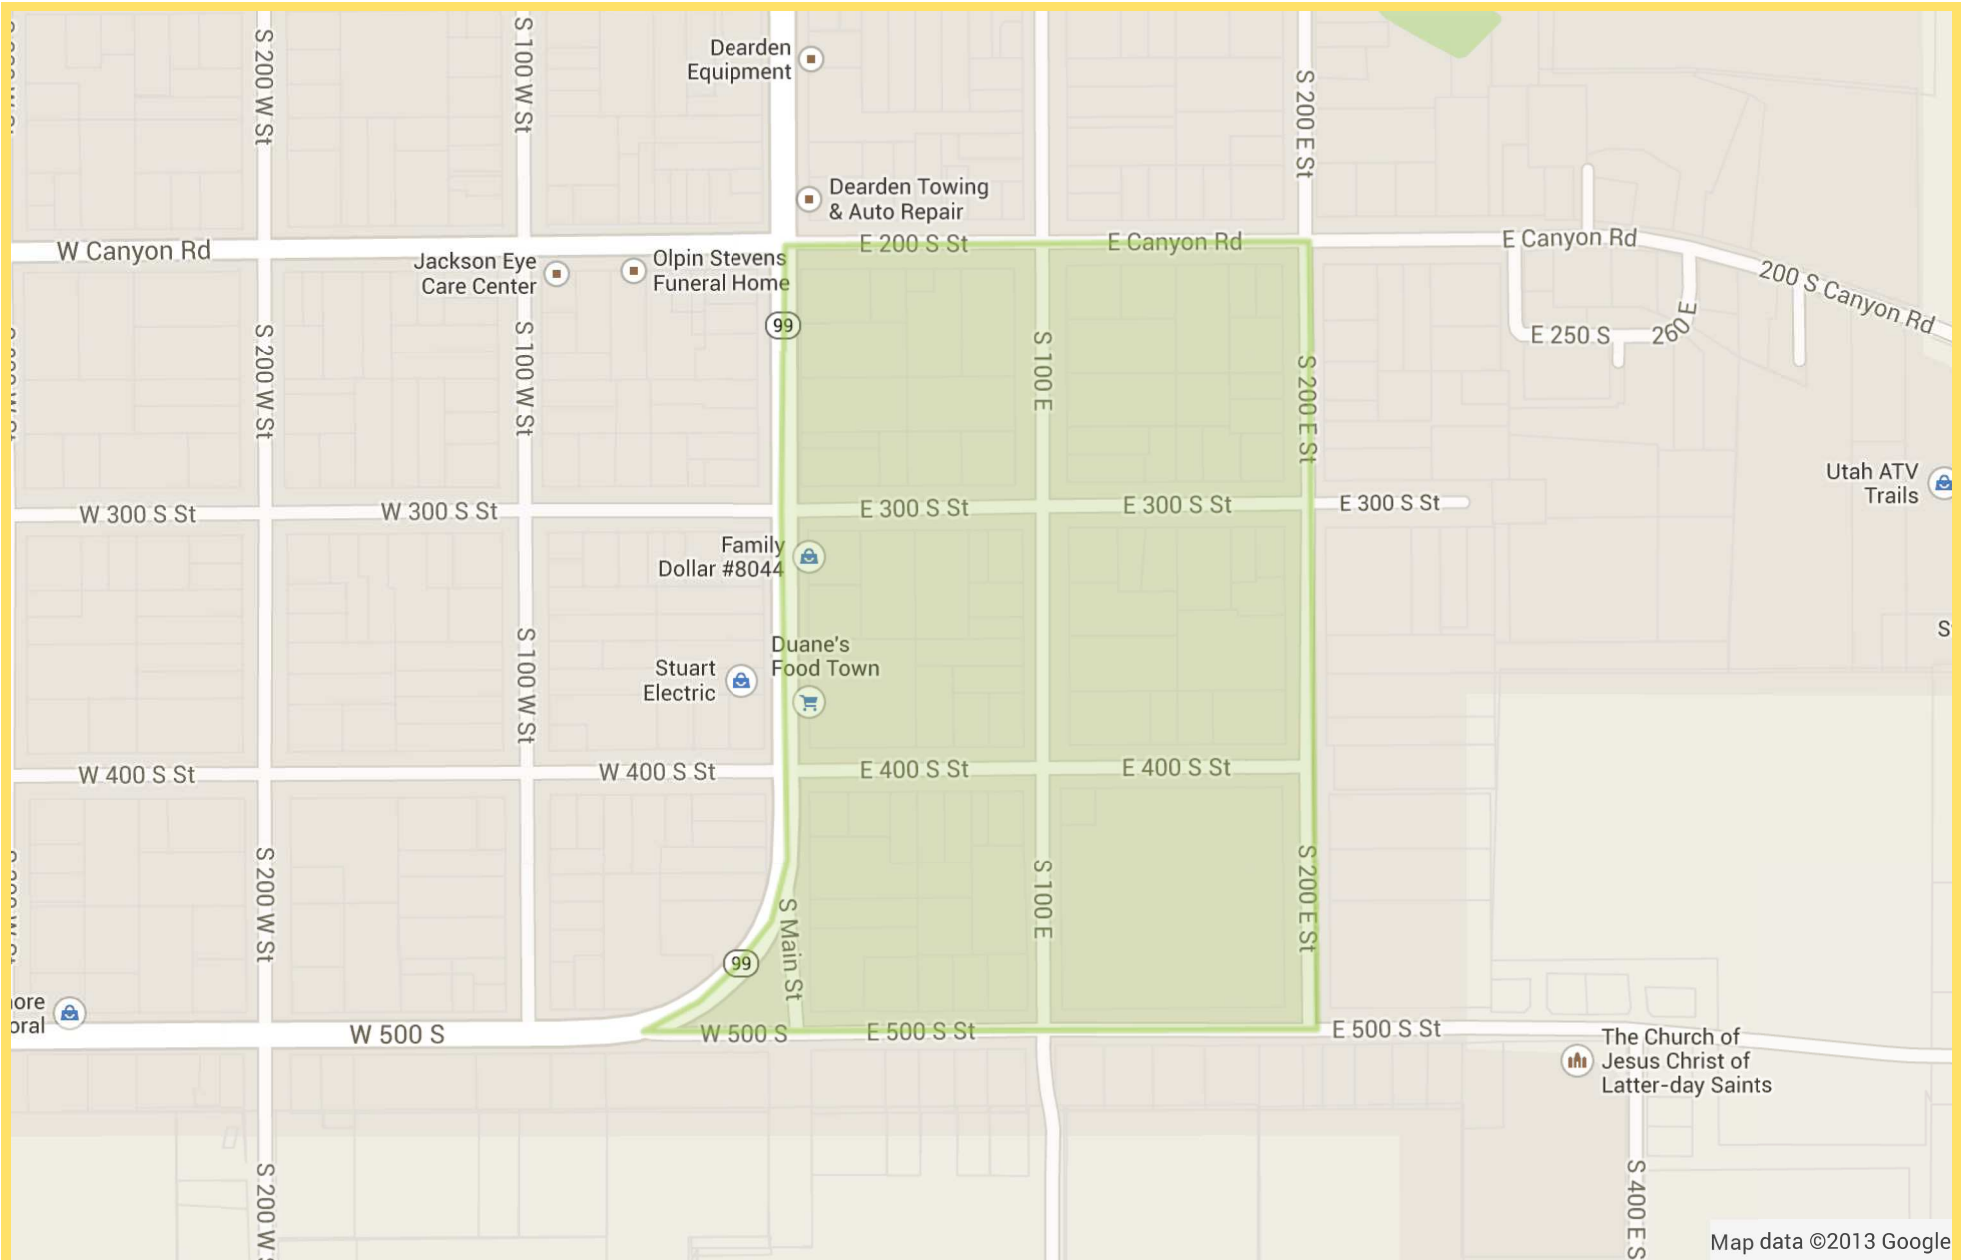 S 200 W St
S 100 W St
Dearden
Equipment
S 200 E St
Dearden Towing
& Auto Repair
W Canyon Rd
E 200 S St
E Canyon Rd
E Canyon Rd
Jackson Eye
Care Center
Olpin Stevens
Funeral Home
200 S Canyon Rd
99
E 250 S
260 E
S 200 W St
S 100 W St
S 100 E
S 200 E St
Utah ATV
Trails
W 300 S St
W 300 S St
E 300 S St
E 300 S St
E 300 S St
Family
Dollar #8044
Duane's
Food Town
Stuart
Electric
S 100 W St
W 400 S St
W 400 S St
E 400 S St
E 400 S St
S 200 W St
S Main St
S 100 E
S 200 E St
99
ore
oral
W 500 S
W 500 S
E 500 S St
E 500 S St
The Church of
Jesus Christ of
Latter-day Saints
S 200 W S
S 400 E S
Map data ©2013 Google